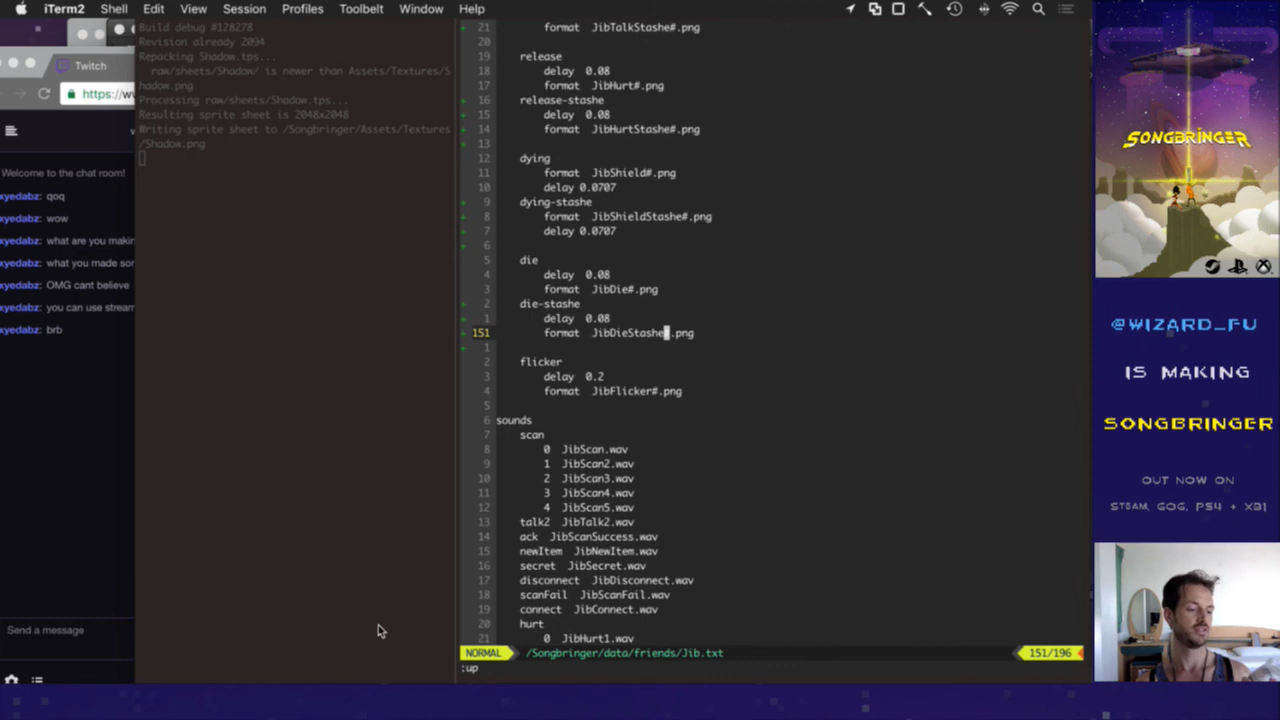 iTerm2 Shell Edit View Session Profiles Toolbelt Window Help
Twitch
https://w
Welcome to the chat room!
xyedabz: qoq
xyedabz: wow
xyedabz: what are you makin
xyedabz: what you made son
xyedabz: OMG cant believe
xyedabz: you can use stream
xyedabz: brb
Send a message
Build debug #128278
Revision already 2094
Repacking Shadow.tps...
raw/sheets/Shadow/ is newer than Assets/Textures/S
hadow.png
Processing raw/sheets/Shadow.tps...
Resulting sprite sheet is 2048x2048
Writing sprite sheet to /Songbringer/Assets/Textures
/Shadow.png
+ 21 format JibTalkStashe#.png
20
19 release
18 delay 0.08
17 format JibHurt#.png
+ 16 release-stashe
+ 15 delay 0.08
+ 14 format JibHurtStashe#.png
+ 13
12 dying
11 format JibShield#.png
10 delay 0.0707
+ 9 dying-stashe
+ 8 format JibShieldStashe#.png
+ 7 delay 0.0707
+ 6
5 die
4 delay 0.08
3 format JibDie#.png
+ 2 die-stashe
+ 1 delay 0.08
+ 151 format JibDieStashe .png
+ 1
2 flicker
3 delay 0.2
4 format JibFlicker#.png
5
6 sounds
7 scan
8 0 JibScan.wav
9 1 JibScan2.wav
10 2 JibScan3.wav
11 3 JibScan4.wav
12 4 JibScan5.wav
13 talk2 JibTalk2.wav
14 ack JibScanSuccess.wav
15 newItem JibNewItem.wav
16 secret JibSecret.wav
17 disconnect JibDisconnect.wav
18 scanFail JibScanFail.wav
19 connect JibConnect.wav
20 hurt
21 0 JibHurt1.wav
NORMAL /Songbringer/data/friends/Jib.txt 151/196
:up
SONGBRINGER
@WIZARD_FU
IS MAKING
SONGBRINGER
OUT NOW ON
STEAM, GOG, PS4 + XB1